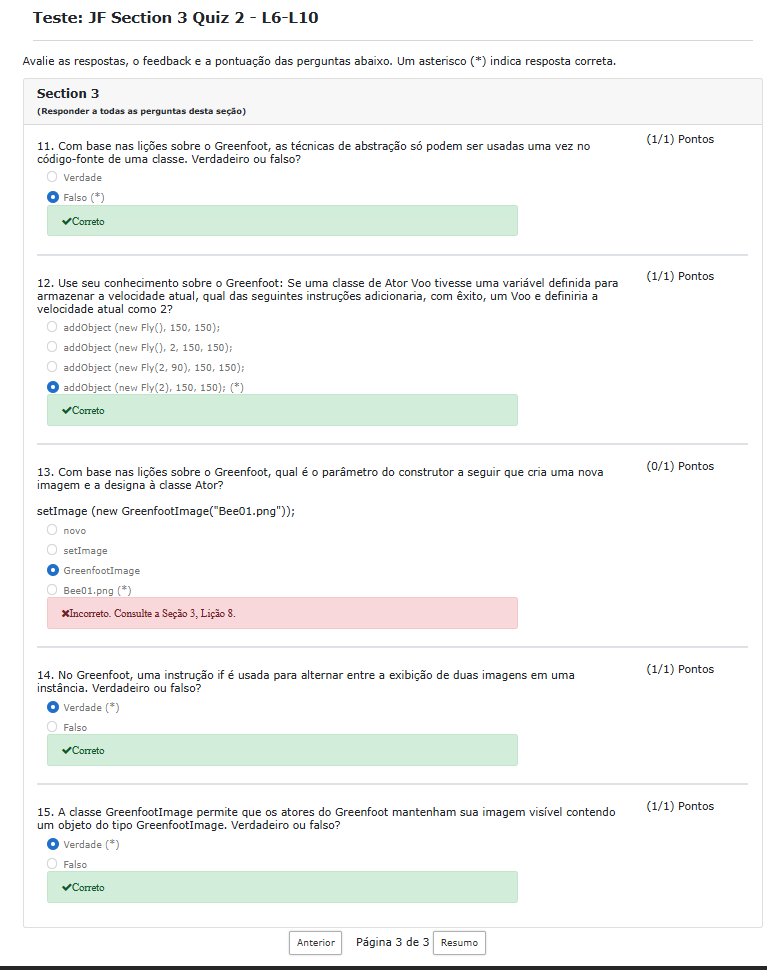 Teste: JF Section 3 Quiz 2 - L6-L10
Avalie as respostas, o feedback e a pontuação das perguntas abaixo. Um asterisco (*) indica resposta correta.
Section 3
(Responder a todas as perguntas desta seção)
11. Com base nas lições sobre o Greenfoot, as técnicas de abstração só podem ser usadas uma vez no
código-fonte de uma classe. Verdadeiro ou falso?
(1/1) Pontos
Verdade
Falso (*)
Correto
12. Use seu conhecimento sobre o Greenfoot: Se uma classe de Ator Voo tivesse uma variável definida para
armazenar a velocidade atual, qual das seguintes instruções adicionaria, com êxito, um Voo e definiria a
velocidade atual como 2?
(1/1) Pontos
addObject (new Fly(), 150, 150);
addObject (new Fly(), 2, 150, 150);
addObject (new Fly(2, 90), 150, 150);
addObject (new Fly(2), 150, 150); (*)
Correto
13. Com base nas lições sobre o Greenfoot, qual é o parâmetro do construtor a seguir que cria uma nova
imagem e a designa à classe Ator?
(0/1) Pontos
setImage (new GreenfootImage("Bee01.png"));
novo
setImage
GreenfootImage
Bee01.png (*)
Incorreto. Consulte a Seção 3, Lição 8.
14. No Greenfoot, uma instrução if é usada para alternar entre a exibição de duas imagens em uma
instância. Verdadeiro ou falso?
(1/1) Pontos
Verdade (*)
Falso
Correto
15. A classe GreenfootImage permite que os atores do Greenfoot mantenham sua imagem visível contendo
um objeto do tipo GreenfootImage. Verdadeiro ou falso?
(1/1) Pontos
Verdade (*)
Falso
Correto
Anterior Página 3 de 3 Resumo